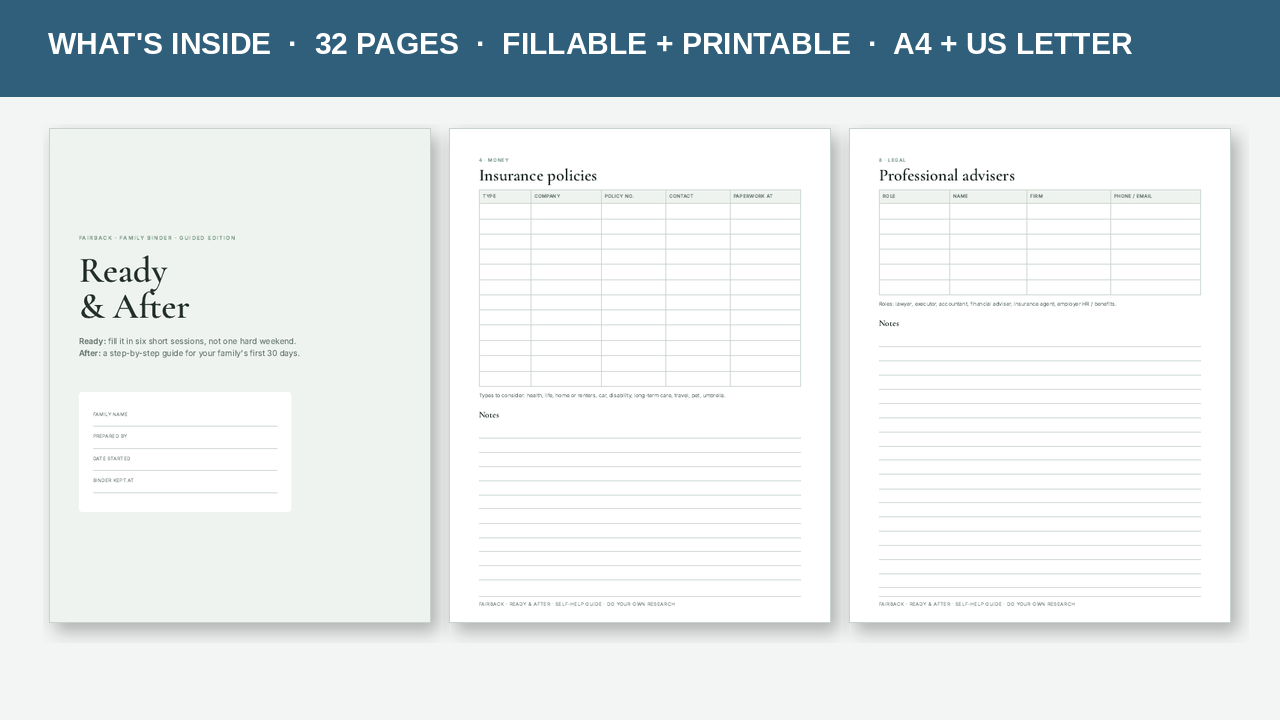 WHAT'S INSIDE · 32 PAGES · FILLABLE + PRINTABLE · A4 + US LETTER
FAIRBACK · FAMILY BINDER · GUIDED EDITION
Ready
& After
Ready: fill it in six short sessions, not one hard weekend.
After: a step-by-step guide for your family's first 30 days.
FAMILY NAME
PREPARED BY
DATE STARTED
BINDER KEPT AT
4 · MONEY
Insurance policies
TYPE COMPANY POLICY NO. CONTACT PAPERWORK AT
Types to consider: health, life, home or renters, car, disability, long-term care, travel, pet, umbrella.
Notes
FAIRBACK · READY & AFTER · SELF-HELP GUIDE · DO YOUR OWN RESEARCH
6 · LEGAL
Professional advisers
ROLE NAME FIRM PHONE / EMAIL
Roles: lawyer, executor, accountant, financial adviser, insurance agent, employer HR / benefits.
Notes
FAIRBACK · READY & AFTER · SELF-HELP GUIDE · DO YOUR OWN RESEARCH